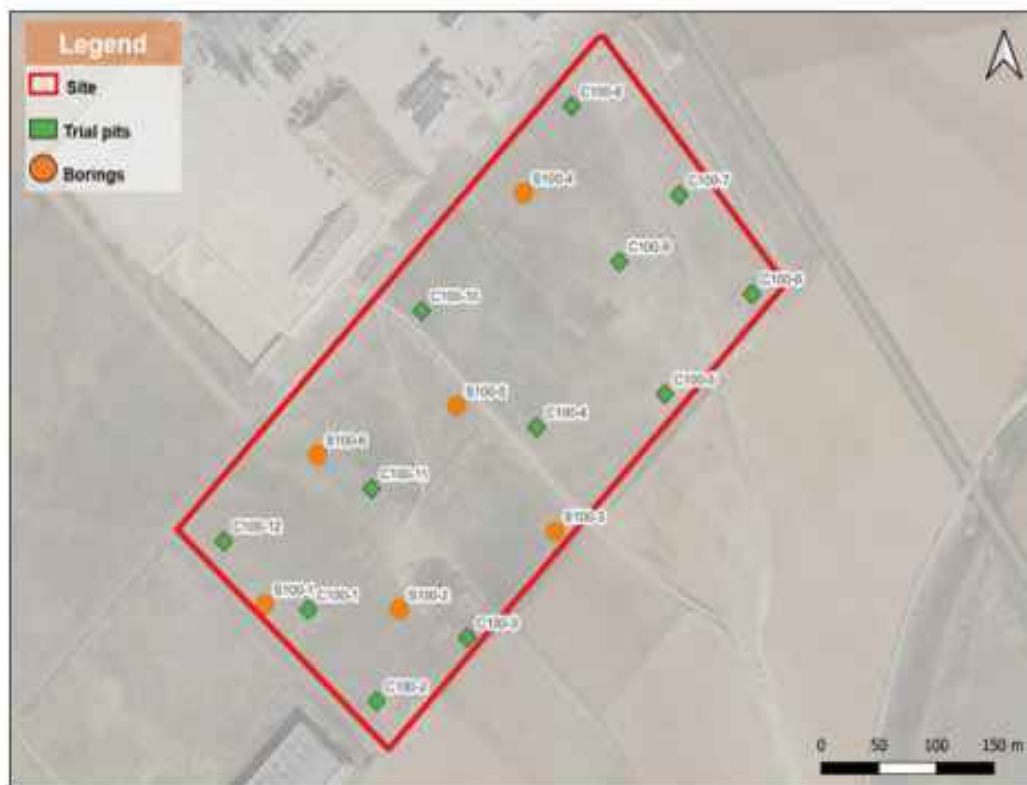 Legend
Site
Trial pits
Borings
C100-8
S100-4
C100-7
C100-9
C100-6
C100-10
C100-5
S100-5
C100-4
S100-6
C100-11
S100-3
C100-12
S100-1
C100-1
S100-2
C100-3
C100-2
0 50 100 150 m